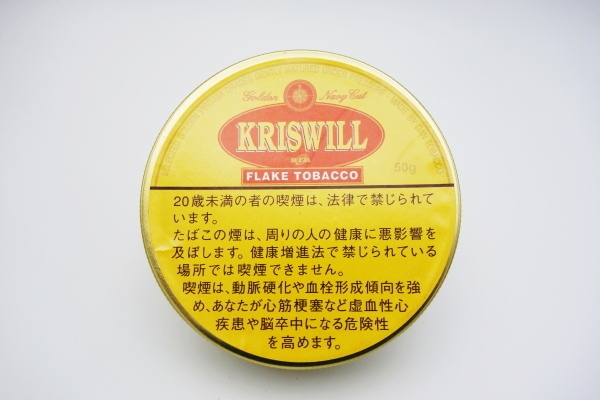 Golden Navy Cut
KRISWILL
FLAKE TOBACCO
50g
20歳未満の者の喫煙は、法律で禁じられて
います。
たばこの煙は、周りの人の健康に悪影響を
及ぼします。健康増進法で禁じられている
場所では喫煙できません。
喫煙は、動脈硬化や血栓形成傾向を強
め、あなたが心筋梗塞など虚血性心
疾患や脳卒中になる危険性
を高めます。